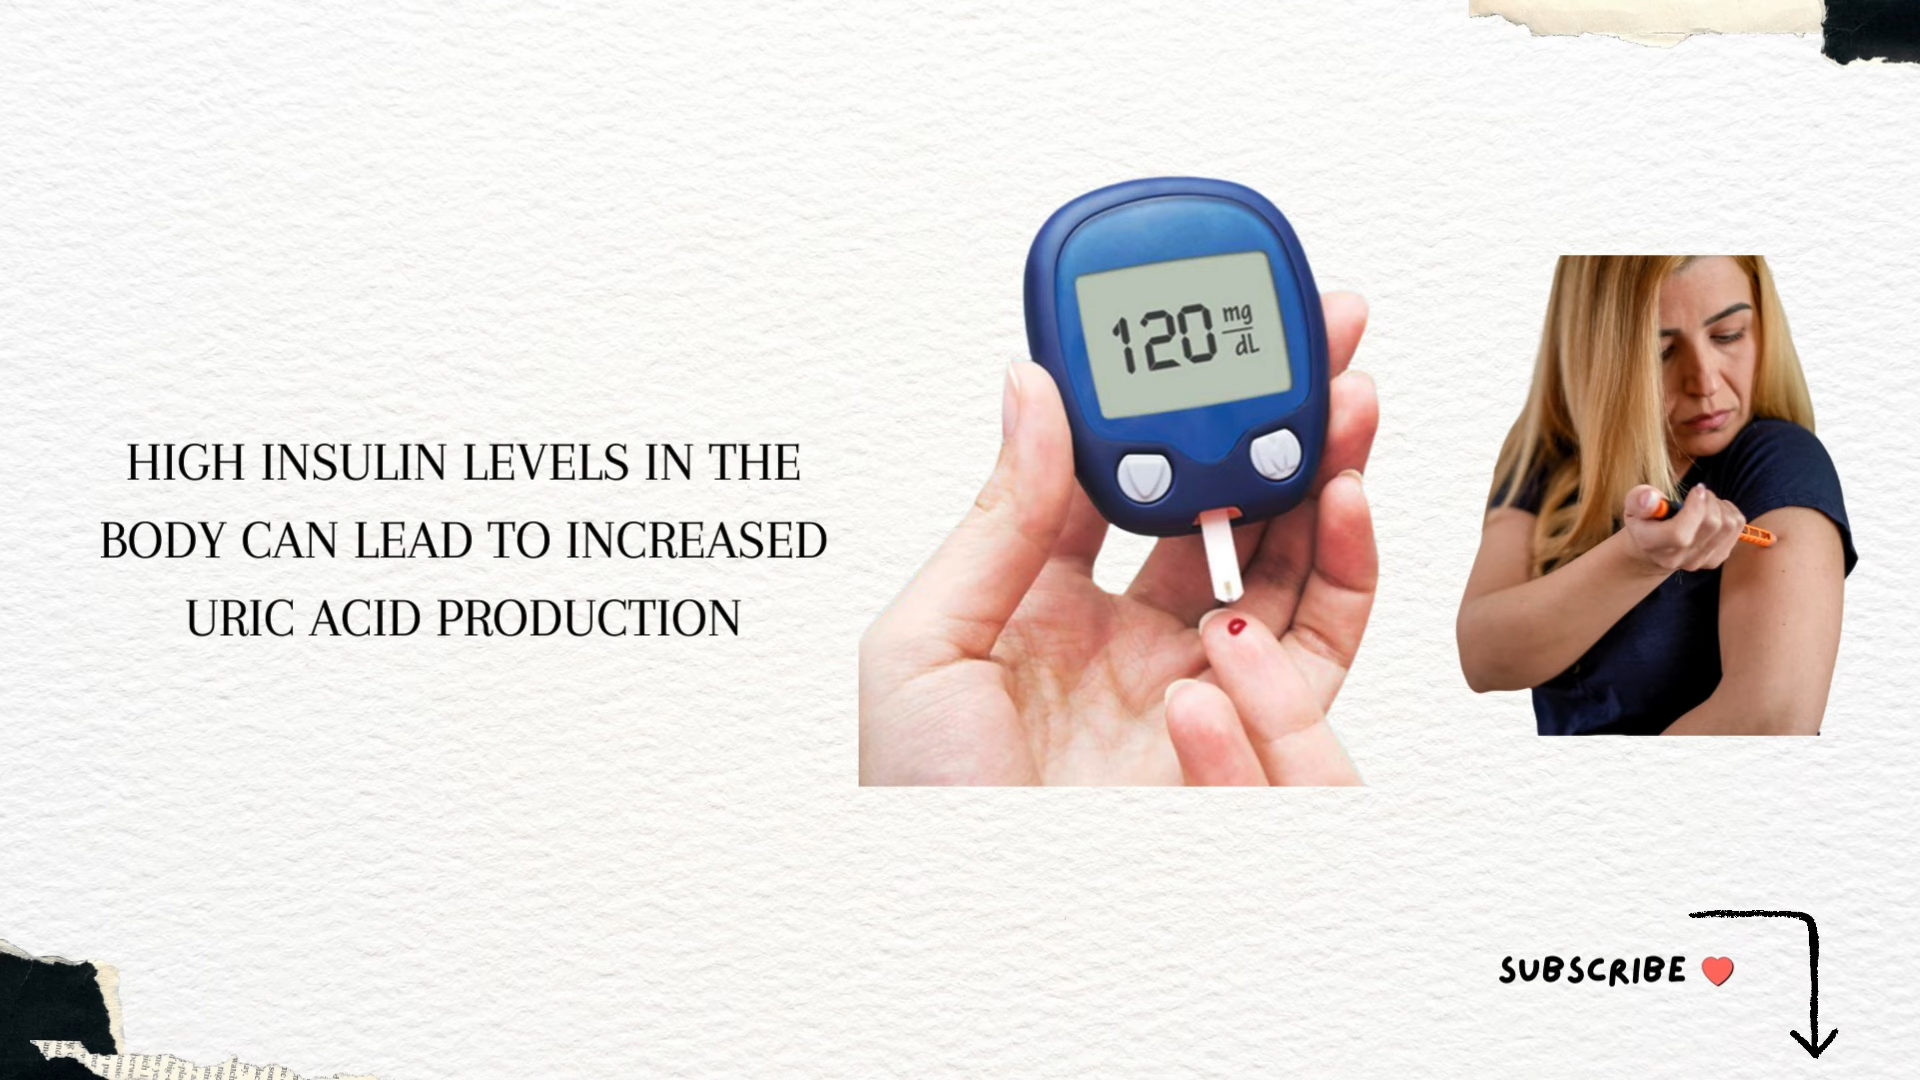 HIGH INSULIN LEVELS IN THE
BODY CAN LEAD TO INCREASED
URIC ACID PRODUCTION
120 mg
dL
SUBSCRIBE